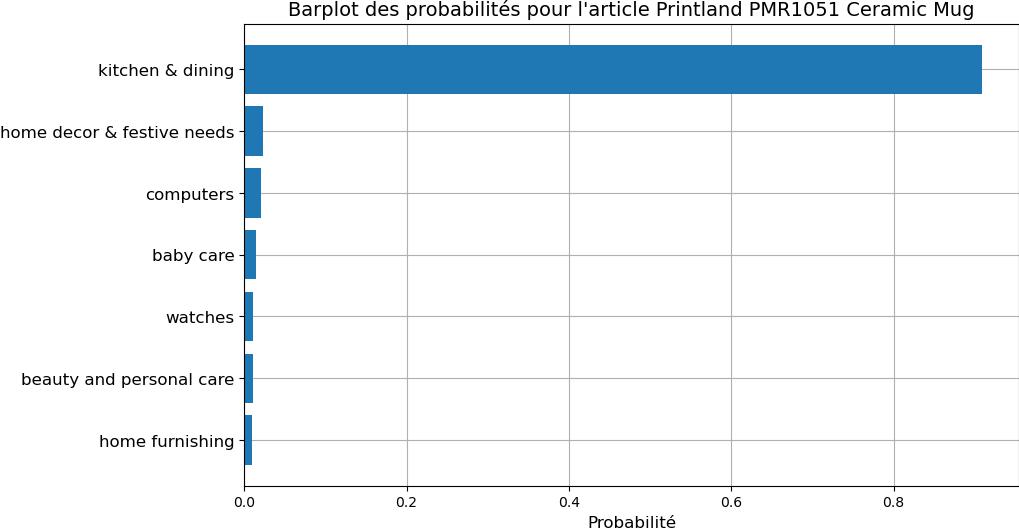 Barplot des probabilités pour l'article Printland PMR1051 Ceramic Mug
kitchen & dining
home decor & festive needs
computers
baby care
watches
beauty and personal care
home furnishing
0.0 0.2 0.4 0.6 0.8
Probabilité